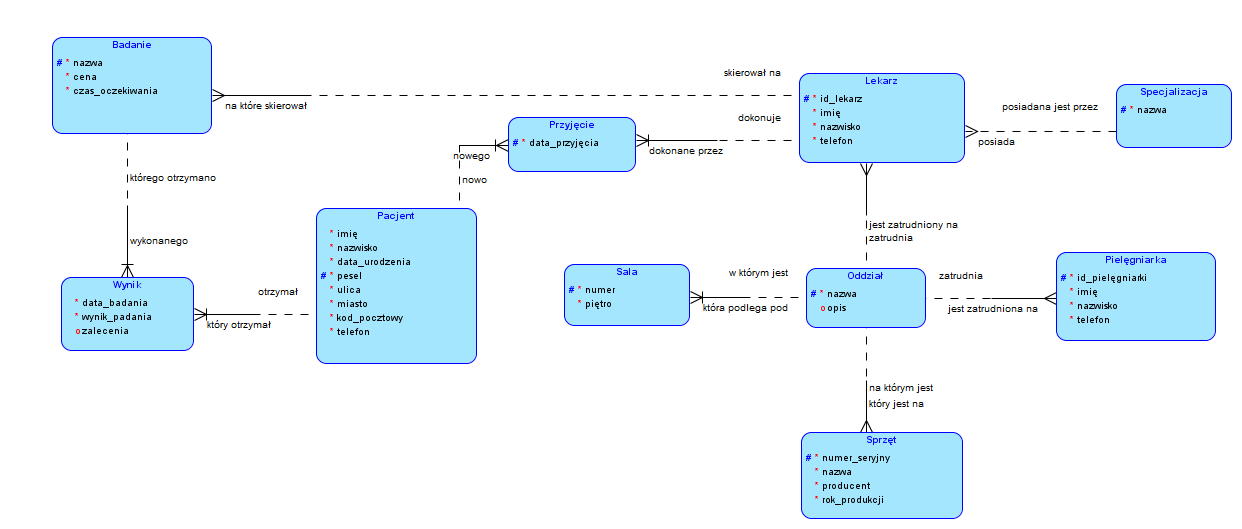 Badanie
# * nazwa
* cena
* czas_oczekiwania
skierował na
na które skierował
Lekarz
# * id_lekarz
* imię
* nazwisko
* telefon
Specjalizacja
# * nazwa
posiadana jest przez
posiada
Przyjęcie
# * data_przyjęcia
dokonuje
dokonane przez
nowego
nowo
którego otrzymano
wykonanego
Pacjent
* imię
* nazwisko
* data_urodzenia
# * pesel
* ulica
* miasto
* kod_pocztowy
* telefon
jest zatrudniony na
zatrudnia
Wynik
* data_badania
* wynik_padania
o zalecenia
otrzymał
który otrzymał
Sala
# * numer
* piętro
w którym jest
która podlega pod
Oddział
# * nazwa
o opis
zatrudnia
jest zatrudniona na
Pielęgniarka
# * id_pielęgniarki
* imię
* nazwisko
* telefon
na którym jest
który jest na
Sprzęt
# * numer_seryjny
* nazwa
* producent
* rok_produkcji